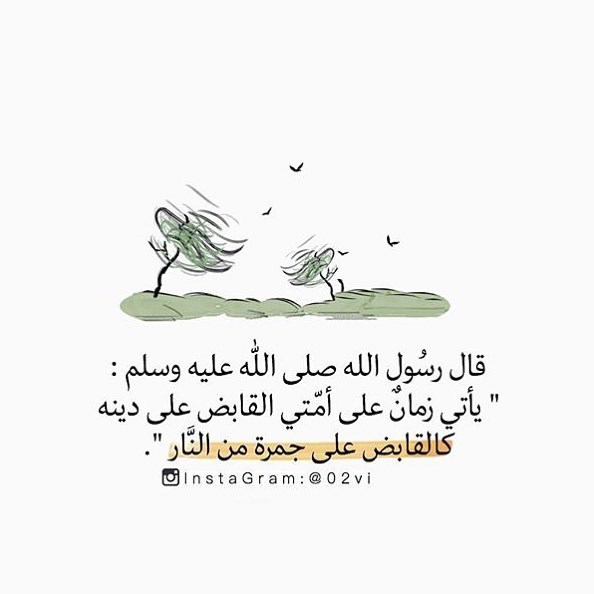 قال رسُول الله صلى الله عليه وسلم :
" يأتي زمانٌ على أمّتي القابض على دينه
كالقابض على جمرة من النَّار ".
InstaGram:@02vi